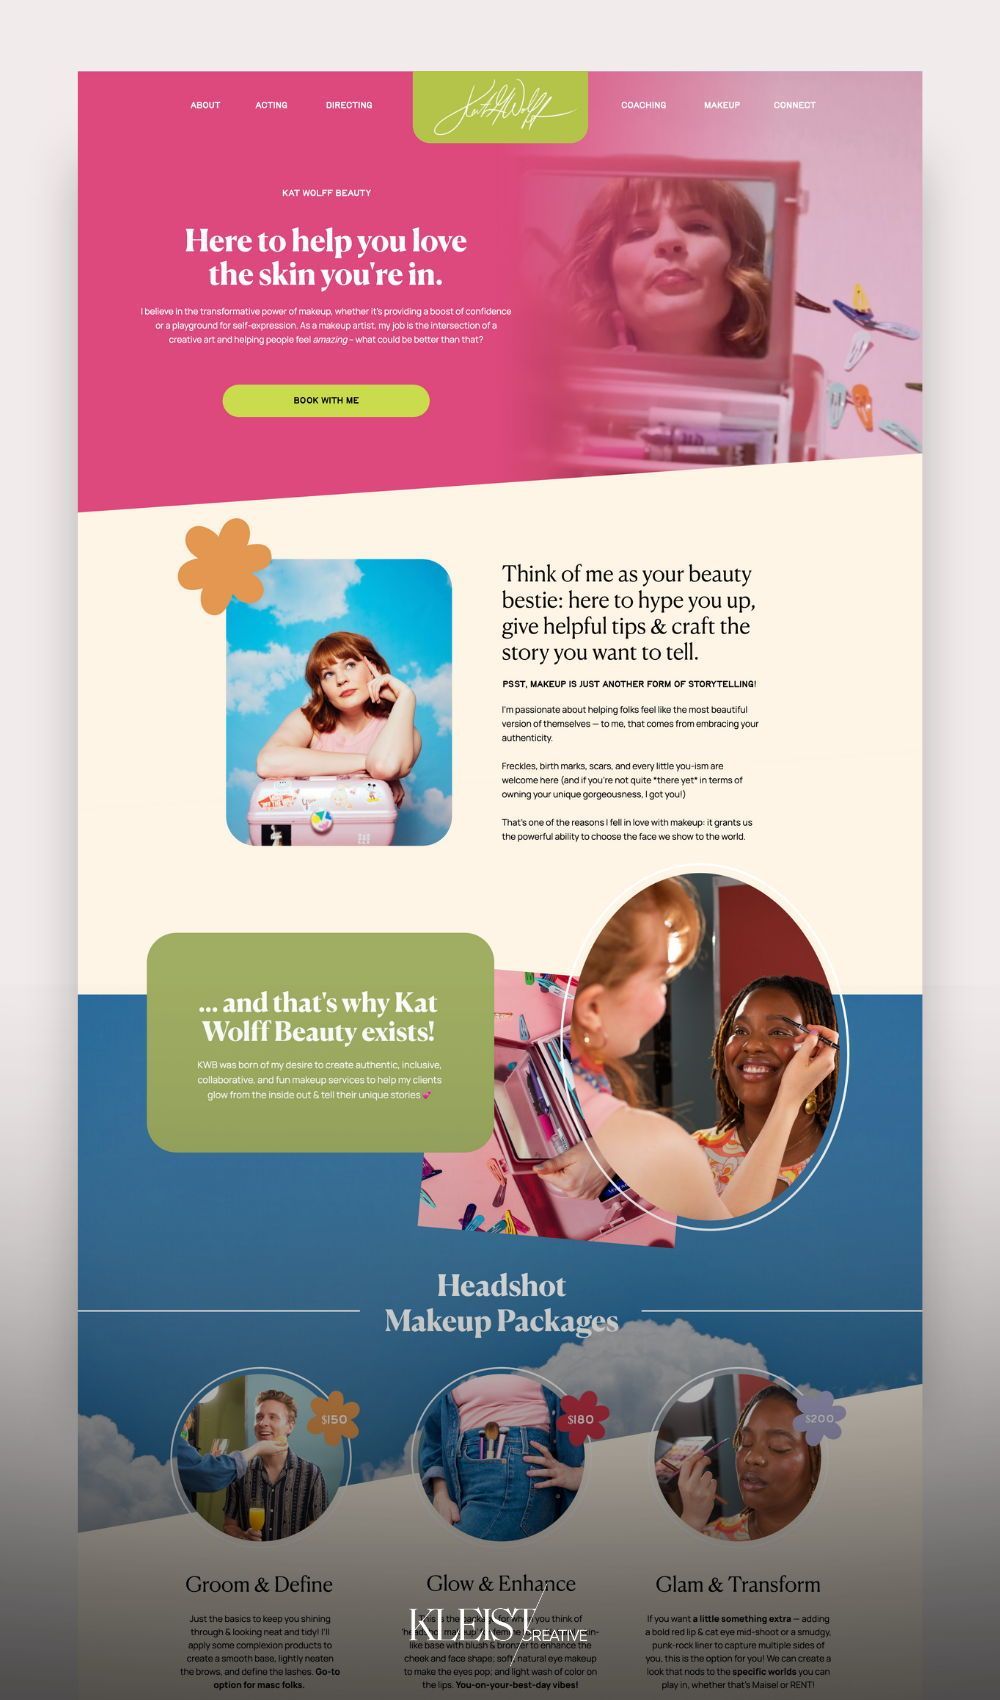 ABOUT ACTING DIRECTING Kat Wolff COACHING MAKEUP CONNECT
KAT WOLFF BEAUTY
Here to help you love
the skin you're in.
I believe in the transformative power of makeup, whether it's providing a boost of confidence
or a playground for self-expression. As a makeup artist, my job is the intersection of a
creative art and helping people feel amazing – what could be better than that?
BOOK WITH ME
Think of me as your beauty
bestie: here to hype you up,
give helpful tips & craft the
story you want to tell.
PSST, MAKEUP IS JUST ANOTHER FORM OF STORYTELLING!
I'm passionate about helping folks feel like the most beautiful
version of themselves — to me, that comes from embracing your
authenticity.
Freckles, birth marks, scars, and every little you-ism are
welcome here (and if you're not quite *there yet* in terms of
owning your unique gorgeousness, I got you!)
That's one of the reasons I fell in love with makeup: it grants us
the powerful ability to choose the face we show to the world.
... and that's why Kat
Wolff Beauty exists!
KWB was born of my desire to create authentic, inclusive,
collaborative, and fun makeup services to help my clients
glow from the inside out & tell their unique stories 💞
Headshot
Makeup Packages
$150
$180
$200
Groom & Define
Just the basics to keep you shining
through & looking neat and tidy! I'll
apply some complexion products to
create a smooth base, lightly neaten
the brows, and define the lashes. Go-to
option for masc folks.
Glow & Enhance
This is the package for when you think of
like base with blush & bronzer to enhance the
cheek and face shape; soft, natural eye makeup
to make the eyes pop; and light wash of color on
the lips. You-on-your-best-day vibes!
Glam & Transform
If you want a little something extra — adding
a bold red lip & cat eye mid-shoot or a smudgy,
punk-rock liner to capture multiple sides of
you, this is the option for you! We can create a
look that nods to the specific worlds you can
play in, whether that's Maisel or RENT!
KLEIST CREATIVE